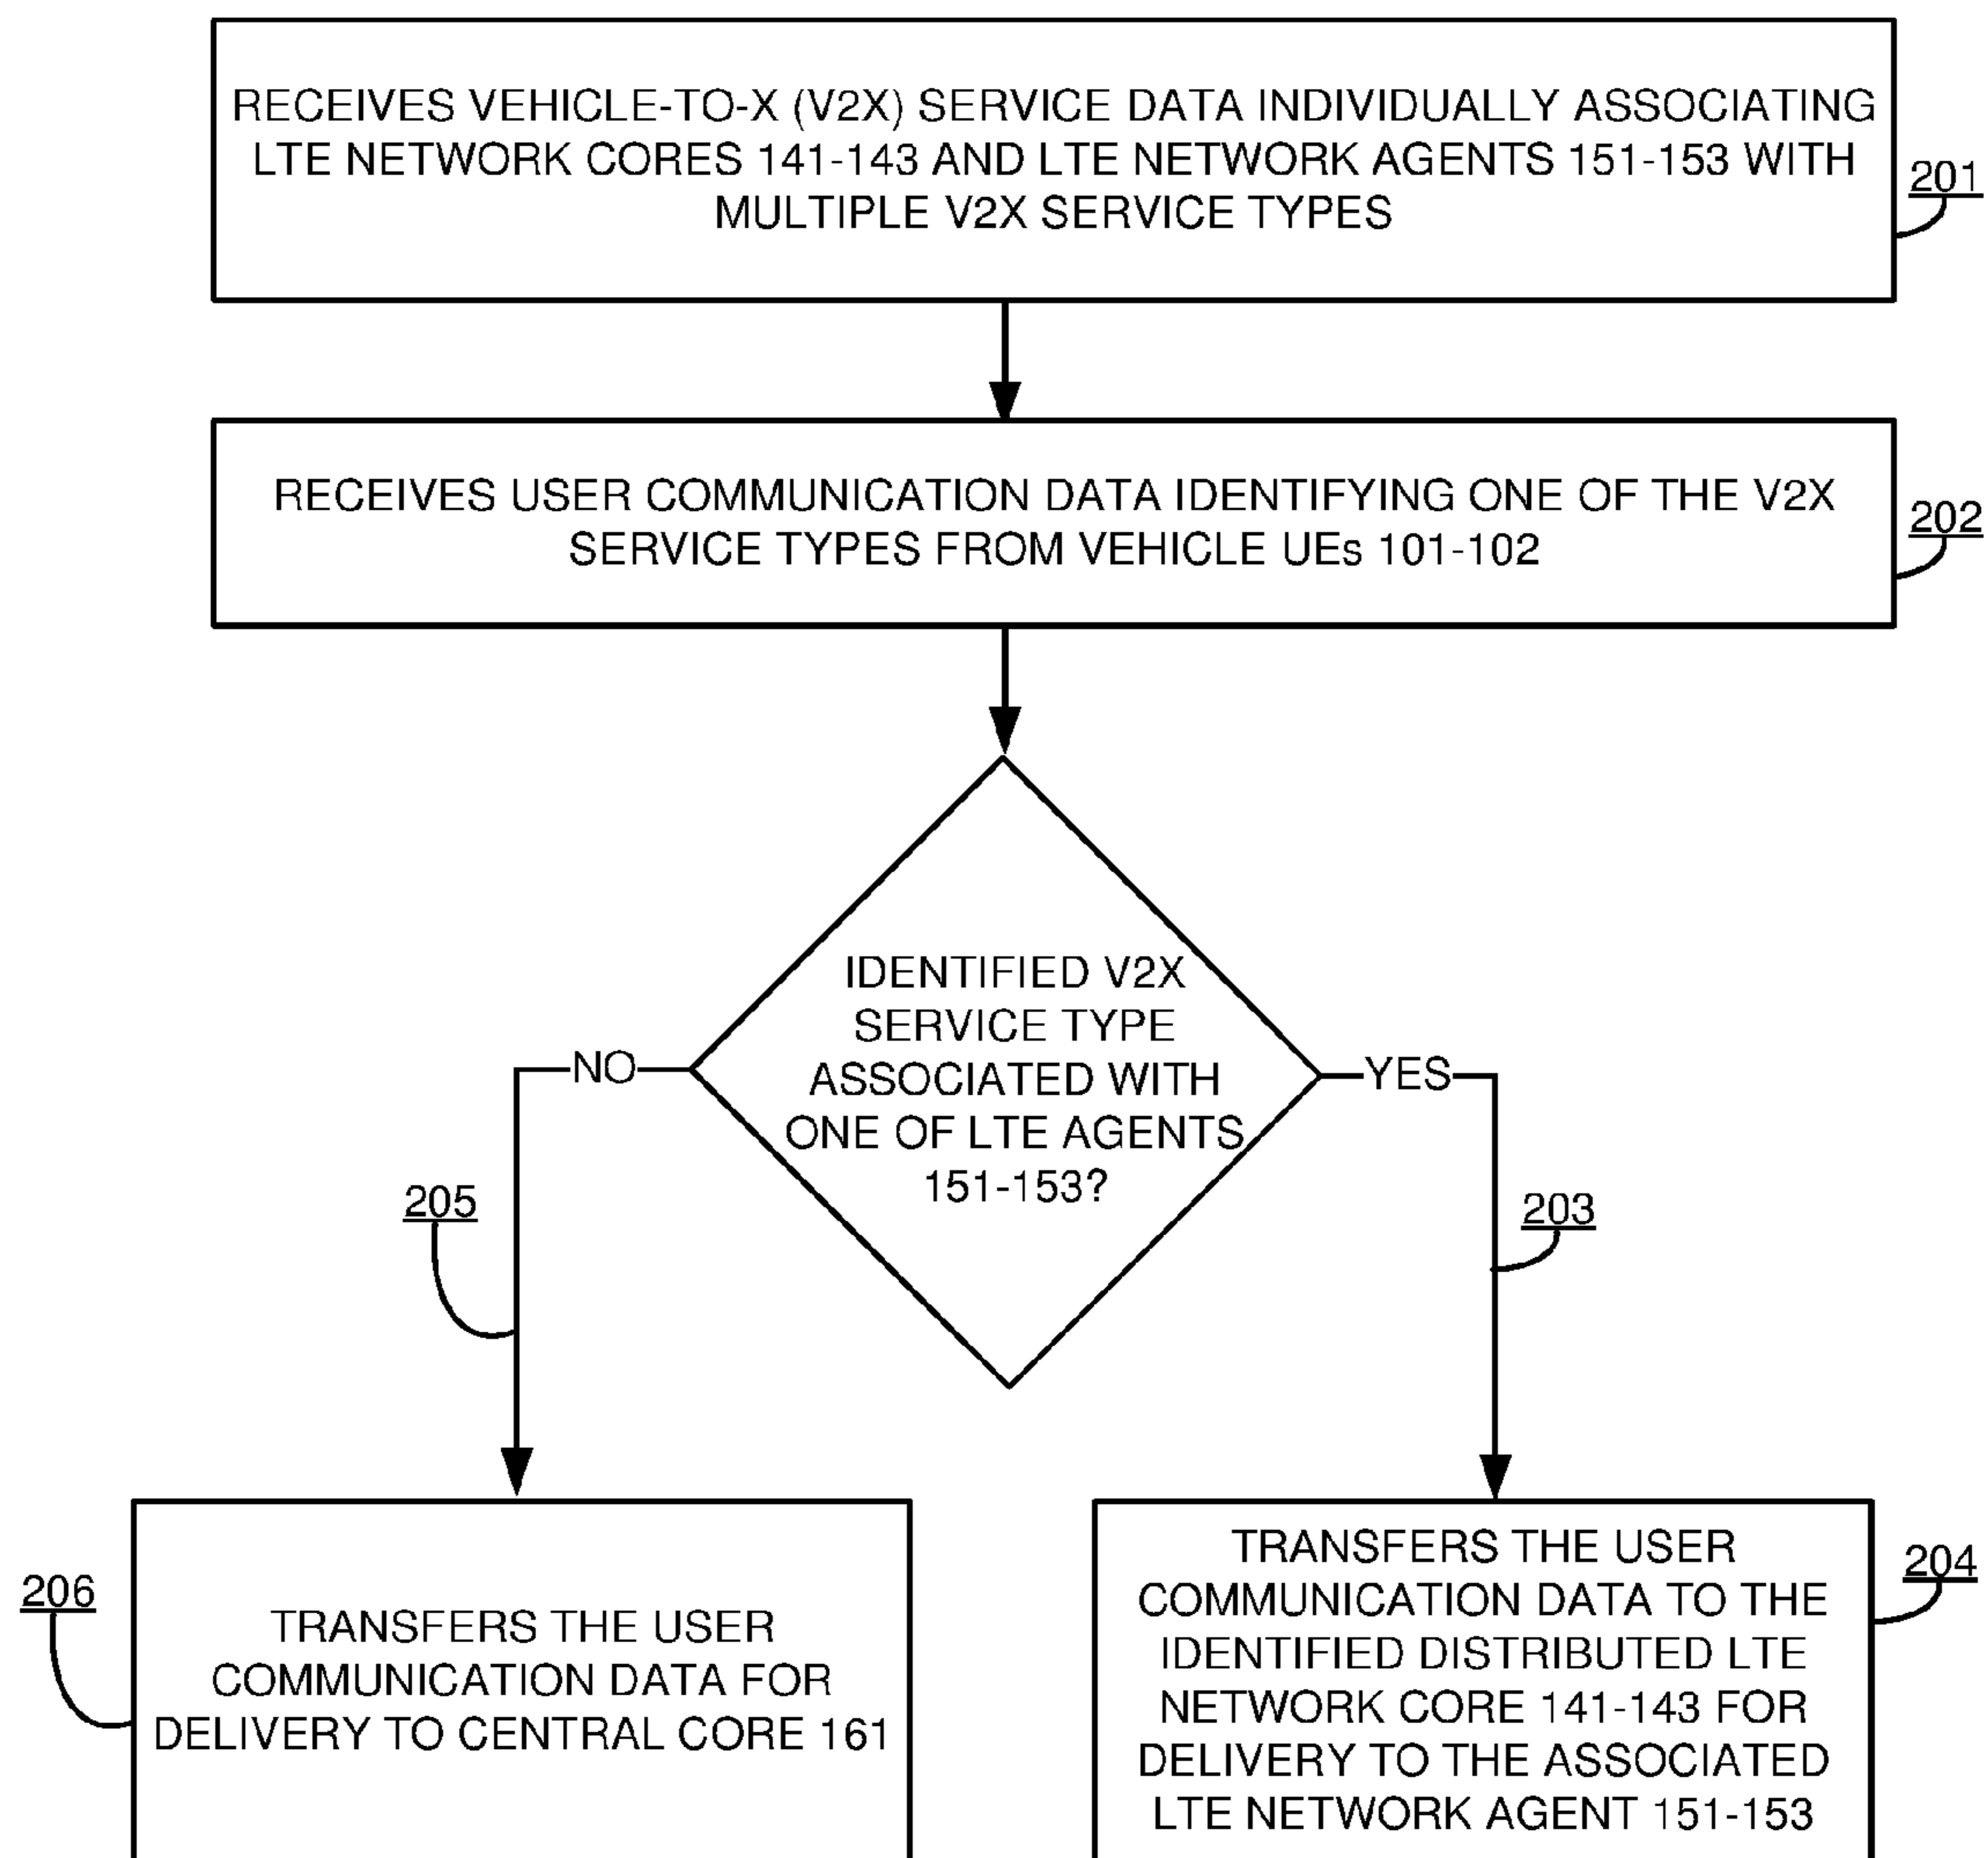 RECEIVES VEHICLE-TO-X (V2X) SERVICE DATA INDIVIDUALLY ASSOCIATING
LTE NETWORK CORES 141-143 AND LTE NETWORK AGENTS 151-153 WITH
MULTIPLE V2X SERVICE TYPES
201
RECEIVES USER COMMUNICATION DATA IDENTIFYING ONE OF THE V2X
SERVICE TYPES FROM VEHICLE UEs 101-102
202
IDENTIFIED V2X
SERVICE TYPE
ASSOCIATED WITH
ONE OF LTE AGENTS
151-153?
NO
YES
205
203
206
TRANSFERS THE USER
COMMUNICATION DATA FOR
DELIVERY TO CENTRAL CORE 161
TRANSFERS THE USER
COMMUNICATION DATA TO THE
IDENTIFIED DISTRIBUTED LTE
NETWORK CORE 141-143 FOR
DELIVERY TO THE ASSOCIATED
LTE NETWORK AGENT 151-153
204